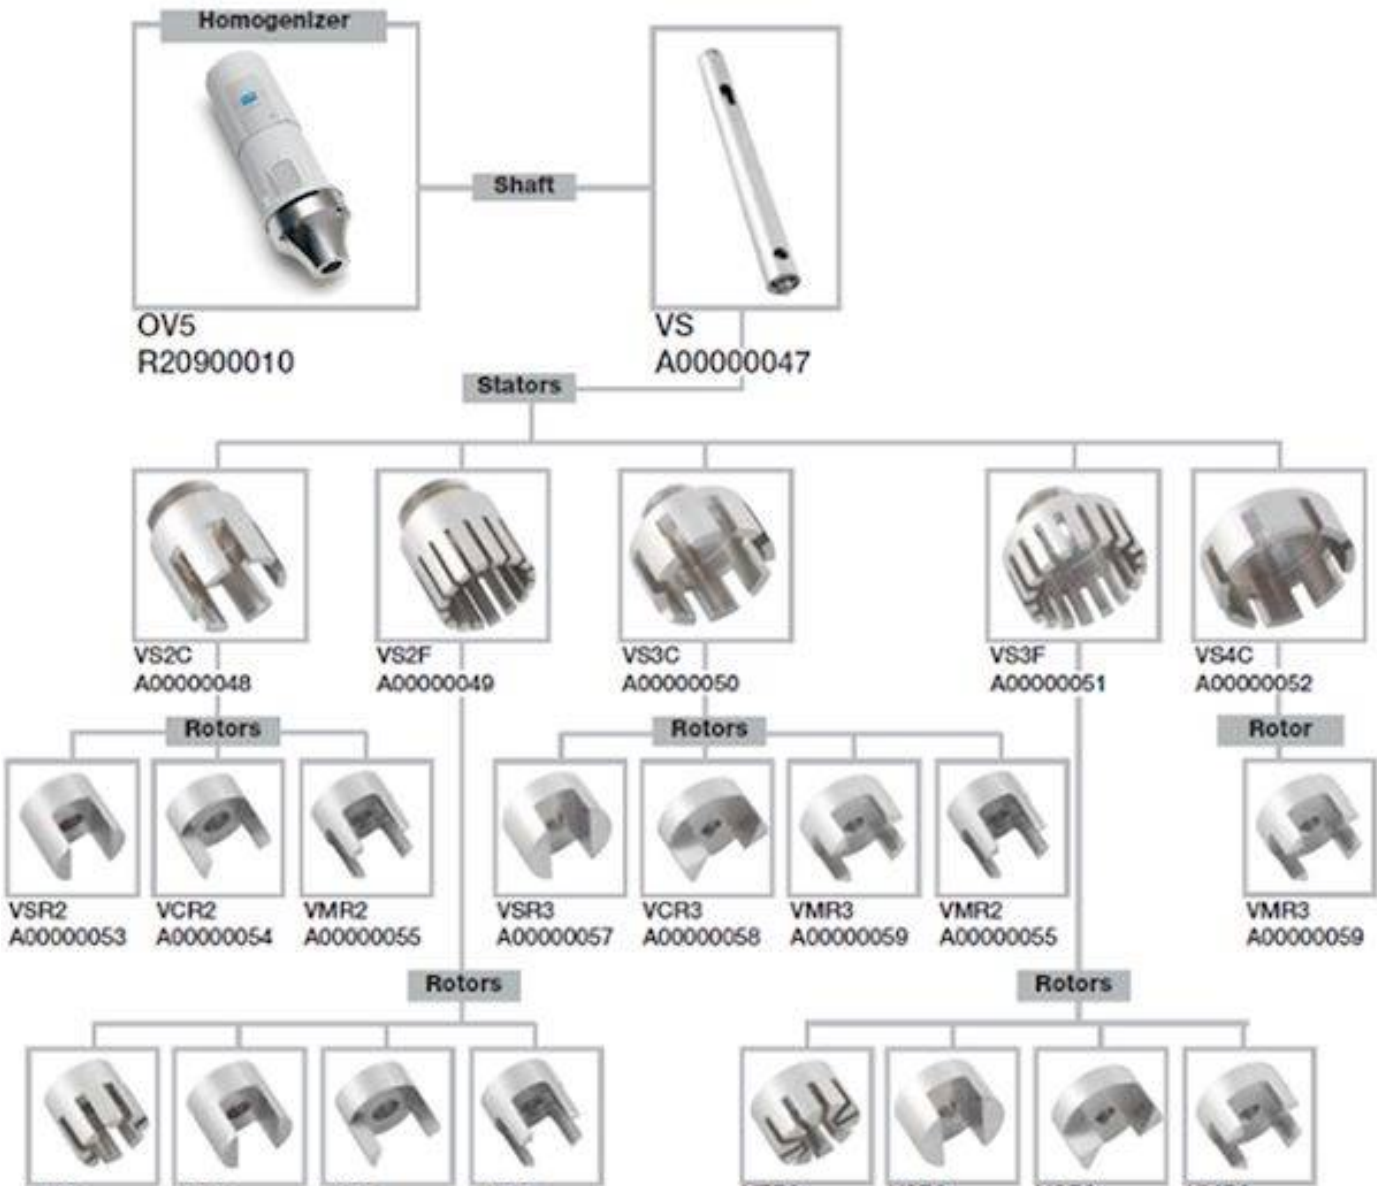 Homogenizer
Shaft
OV5
R20900010
VS
A00000047
Stators
VS2C
A00000048
VS2F
A00000049
VS3C
A00000050
VS3F
A00000051
VS4C
A00000052
Rotors
Rotors
Rotor
VSR2
A00000053
VCR2
A00000054
VMR2
A00000055
VSR3
A00000057
VCR3
A00000058
VMR3
A00000059
VMR2
A00000055
VMR3
A00000059
Rotors
Rotors